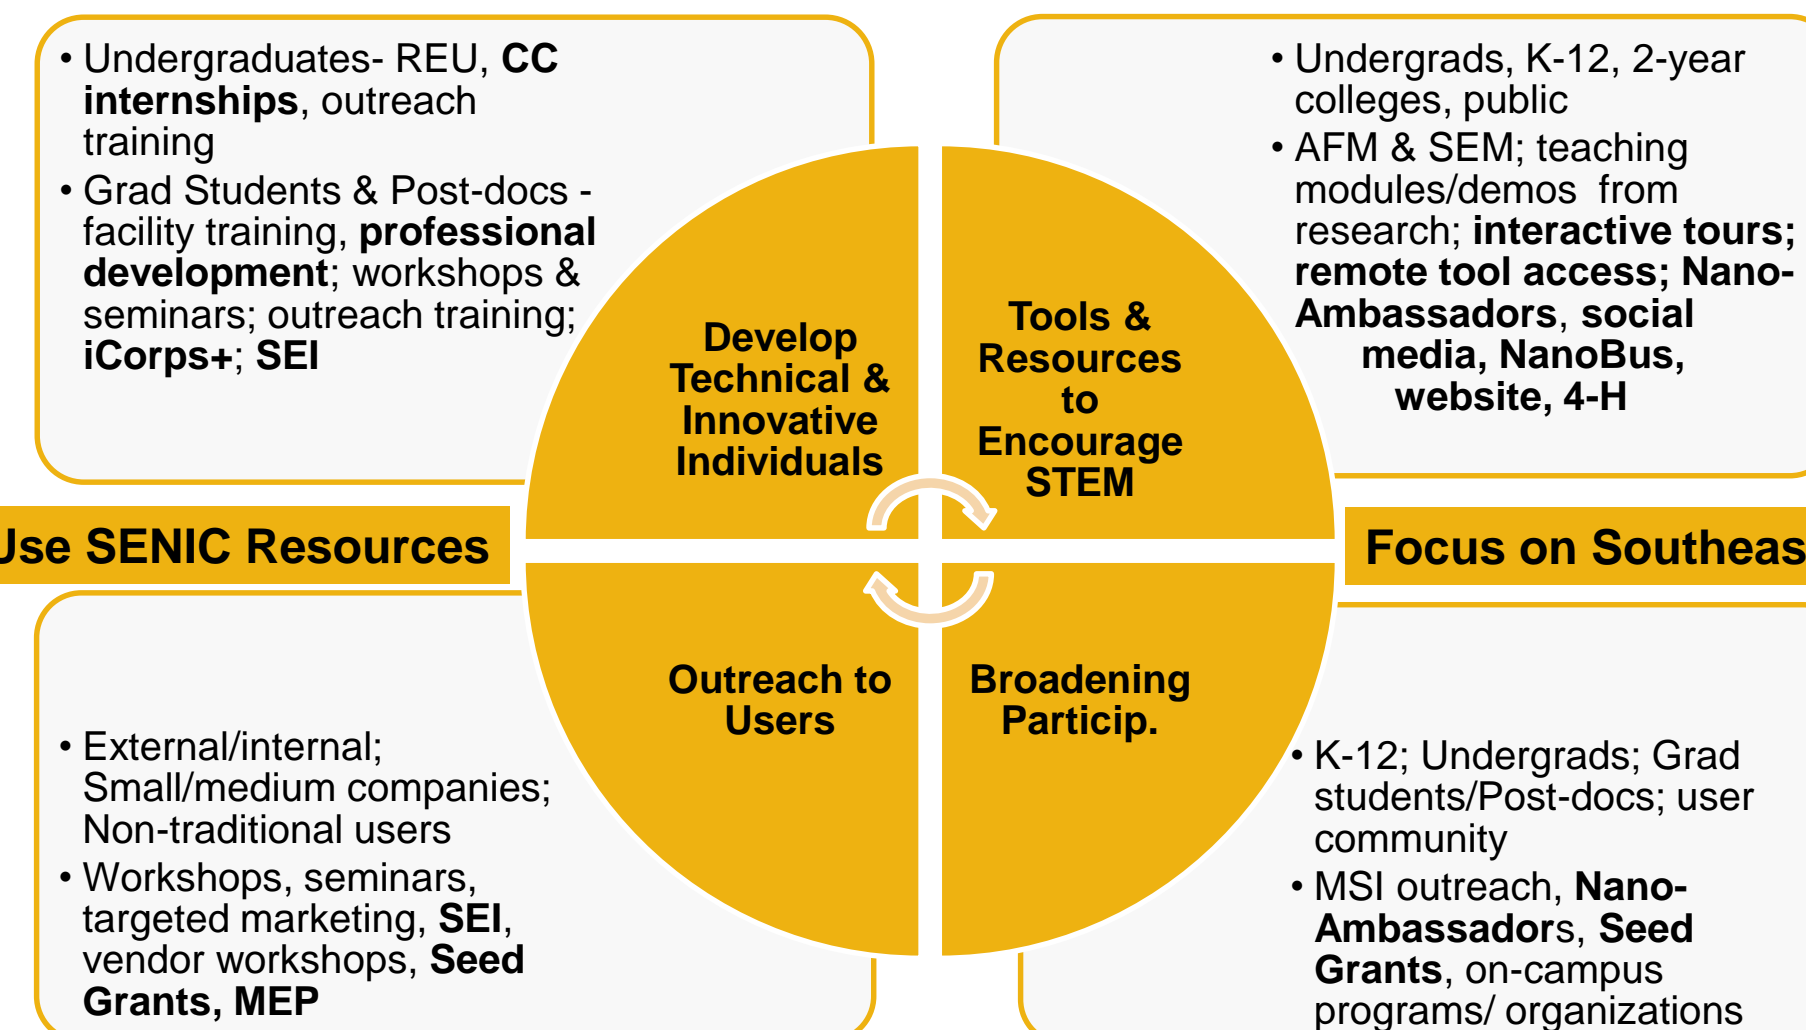 • Undergraduates- REU, CC
internships, outreach
training
• Grad Students & Post-docs -
facility training, professional
development; workshops &
seminars; outreach training;
iCorps+; SEI
• Undergrads, K-12, 2-year
colleges, public
• AFM & SEM; teaching
modules/demos from
research; interactive tours;
remote tool access; Nano-
Ambassadors, social
media, NanoBus,
website, 4-H
Develop
Technical &
Innovative
Individuals
Tools &
Resources
to
Encourage
STEM
Use SENIC Resources
Focus on Southeas
Outreach to
Users
Broadening
Particip.
• External/internal;
Small/medium companies;
Non-traditional users
• Workshops, seminars,
targeted marketing, SEI,
vendor workshops, Seed
Grants, MEP
• K-12; Undergrads; Grad
students/Post-docs; user
community
• MSI outreach, Nano-
Ambassadors, Seed
Grants, on-campus
programs/ organizations